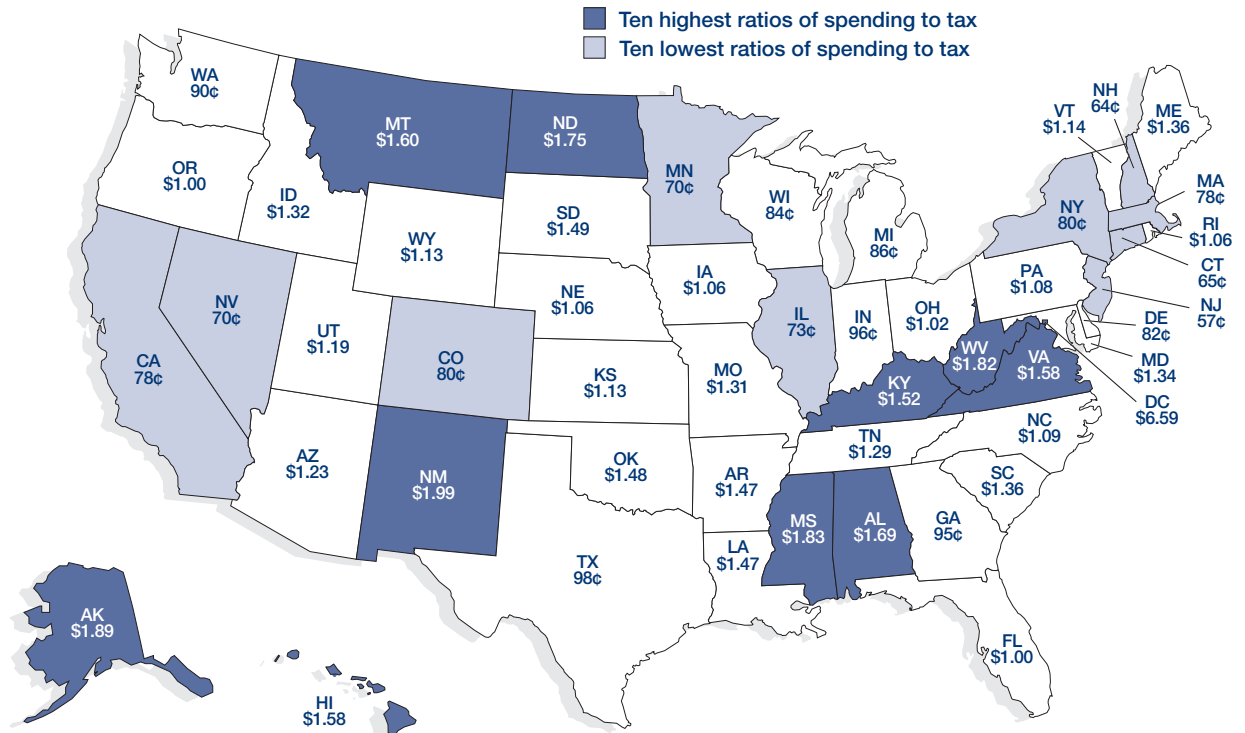 Ten highest ratios of spending to tax
Ten lowest ratios of spending to tax
WA
90¢
MT
$1.60
ND
$1.75
MN
70¢
OR
$1.00
ID
$1.32
WY
$1.13
SD
$1.49
WI
84¢
MI
86¢
NH
64¢
VT
$1.14
ME
$1.36
MA
78¢
NY
80¢
RI
$1.06
CT
65¢
NJ
57¢
PA
$1.08
DE
82¢
MD
$1.34
DC
$6.59
NV
70¢
UT
$1.19
CO
80¢
NE
$1.06
IA
$1.06
IL
73¢
IN
96¢
OH
$1.02
WV
$1.82
VA
$1.58
CA
78¢
KS
$1.13
MO
$1.31
KY
$1.52
NC
$1.09
TN
$1.29
SC
$1.36
AZ
$1.23
NM
$1.99
OK
$1.48
AR
$1.47
MS
$1.83
AL
$1.69
GA
95¢
TX
98¢
LA
$1.47
FL
$1.00
AK
$1.89
HI
$1.58